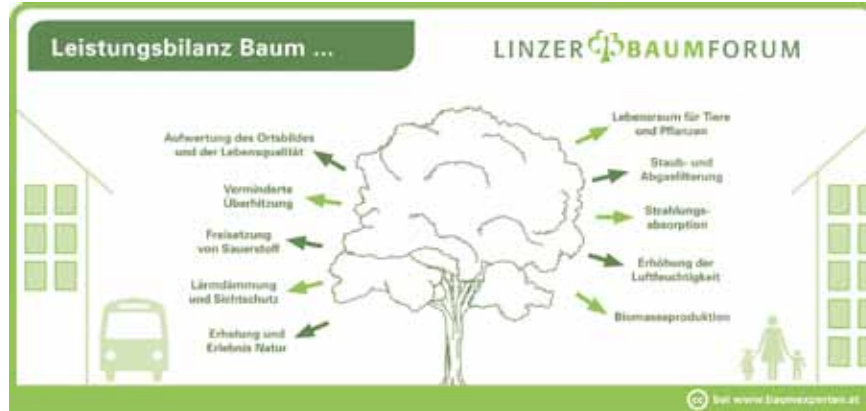 Leistungsbilanz Baum ...
LINZER BAUMFORUM
Aufwertung des Ortsbildes
und der Lebensqualität
Verminderte
Überhitzung
Freisetzung
von Sauerstoff
Lärmdämmung
und Sichtschutz
Erholung und
Erlebnis Natur
Lebensraum für Tiere
und Pflanzen
Staub- und
Abgasfilterung
Strahlungs-
absorption
Erhöhung der
Luftfeuchtigkeit
Biomasseproduktion
cc bei www.baumexperten.at